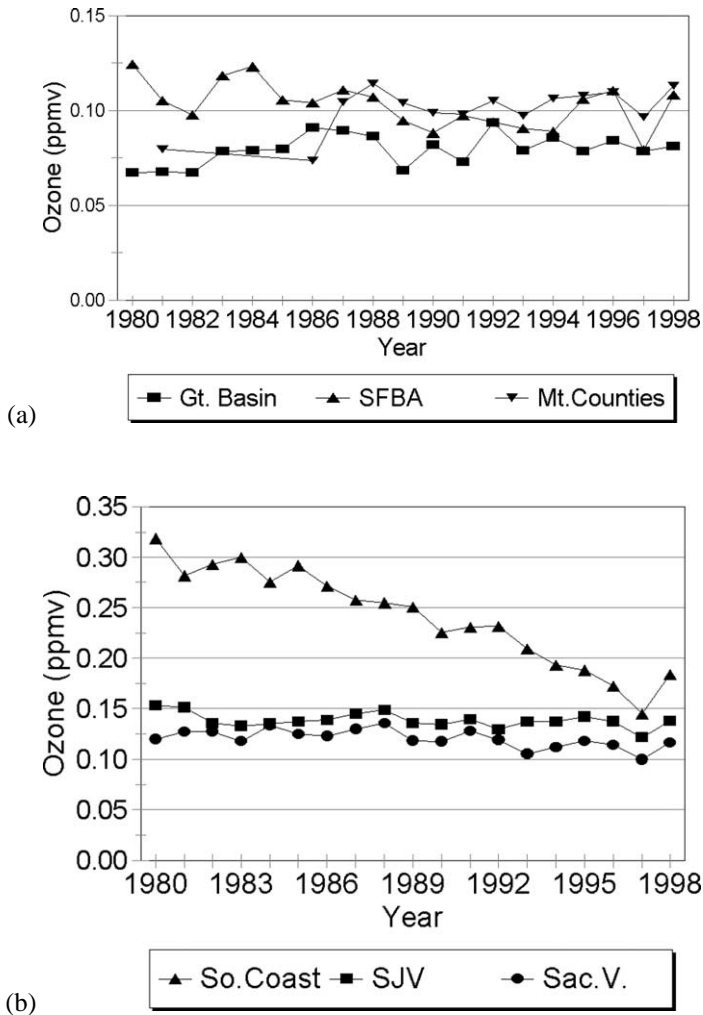 0.15
0.10
0.05
0.00
Ozone (ppmv)
1980 1982 1984 1986 1988 1990 1992 1994 1996 1998
Year
Gt. Basin SFBA Mt.Counties
(a)
0.35
0.30
0.25
0.20
0.15
0.10
0.05
0.00
Ozone (ppmv)
1980 1983 1986 1989 1992 1995 1998
Year
So.Coast SJV Sac.V.
(b)